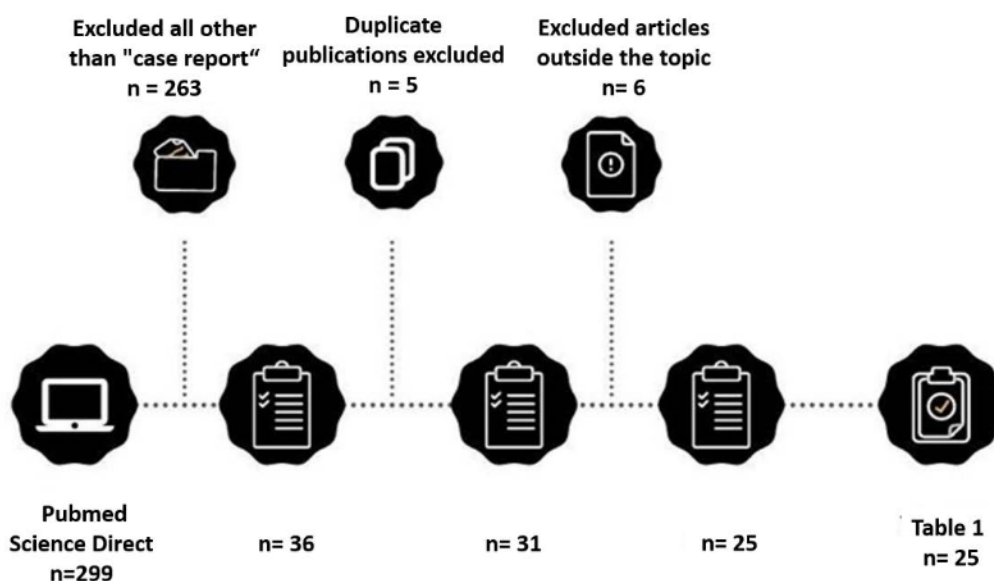 Excluded all other
than "case report“
n = 263
Duplicate
publications excluded
n = 5
Excluded articles
outside the topic
n= 6
Pubmed
Science Direct
n=299
n= 36
n= 31
n= 25
Table 1
n= 25